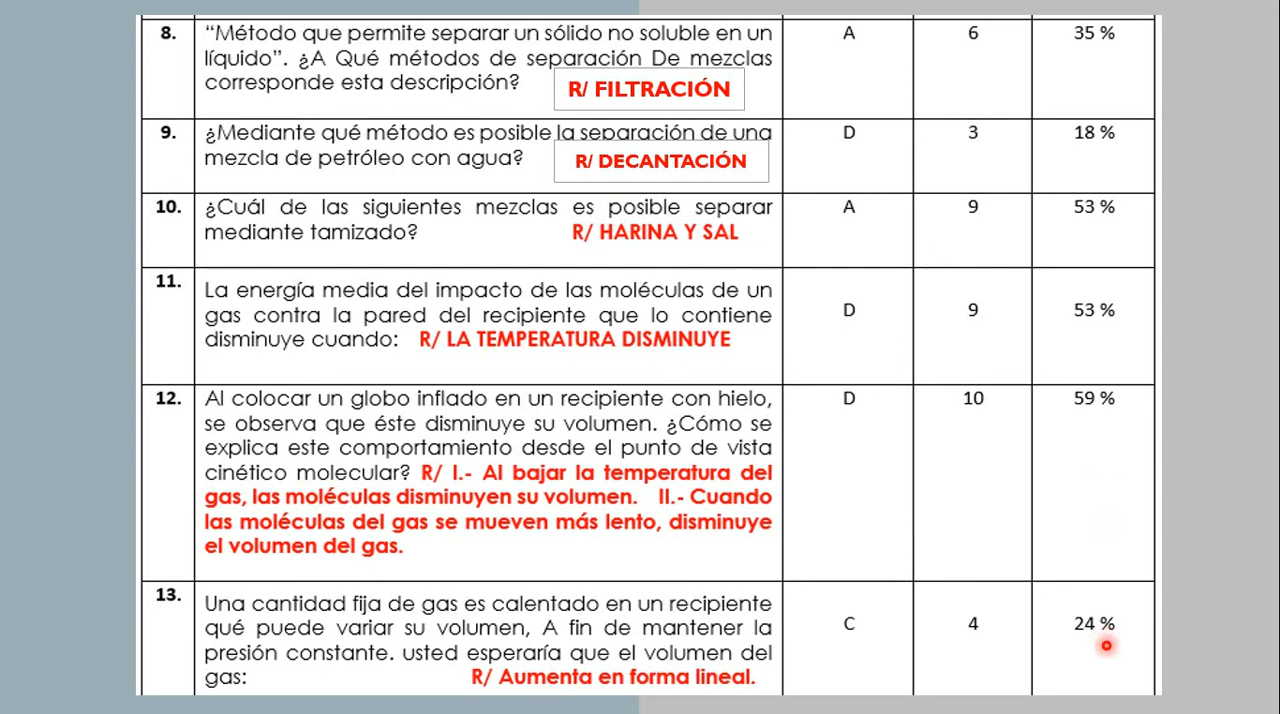 8. "Método que permite separar un sólido no soluble en un A 6 35 %
líquido". ¿A Qué métodos de separación De mezclas
corresponde esta descripción? R/ FILTRACIÓN
9. ¿Mediante qué método es posible la separación de una D 3 18 %
mezcla de petróleo con agua? R/ DECANTACIÓN
10. ¿Cuál de las siguientes mezclas es posible separar A 9 53 %
mediante tamizado? R/ HARINA Y SAL
11. La energía media del impacto de las moléculas de un
gas contra la pared del recipiente que lo contiene D 9 53 %
disminuye cuando: R/ LA TEMPERATURA DISMINUYE
12. Al colocar un globo inflado en un recipiente con hielo, D 10 59 %
se observa que éste disminuye su volumen. ¿Cómo se
explica este comportamiento desde el punto de vista
cinético molecular? R/ I.- Al bajar la temperatura del
gas, las moléculas disminuyen su volumen. II.- Cuando
las moléculas del gas se mueven más lento, disminuye
el volumen del gas.
13. Una cantidad fija de gas es calentado en un recipiente
qué puede variar su volumen, A fin de mantener la C 4 24 %
presión constante. usted esperaría que el volumen del
gas: R/ Aumenta en forma lineal.